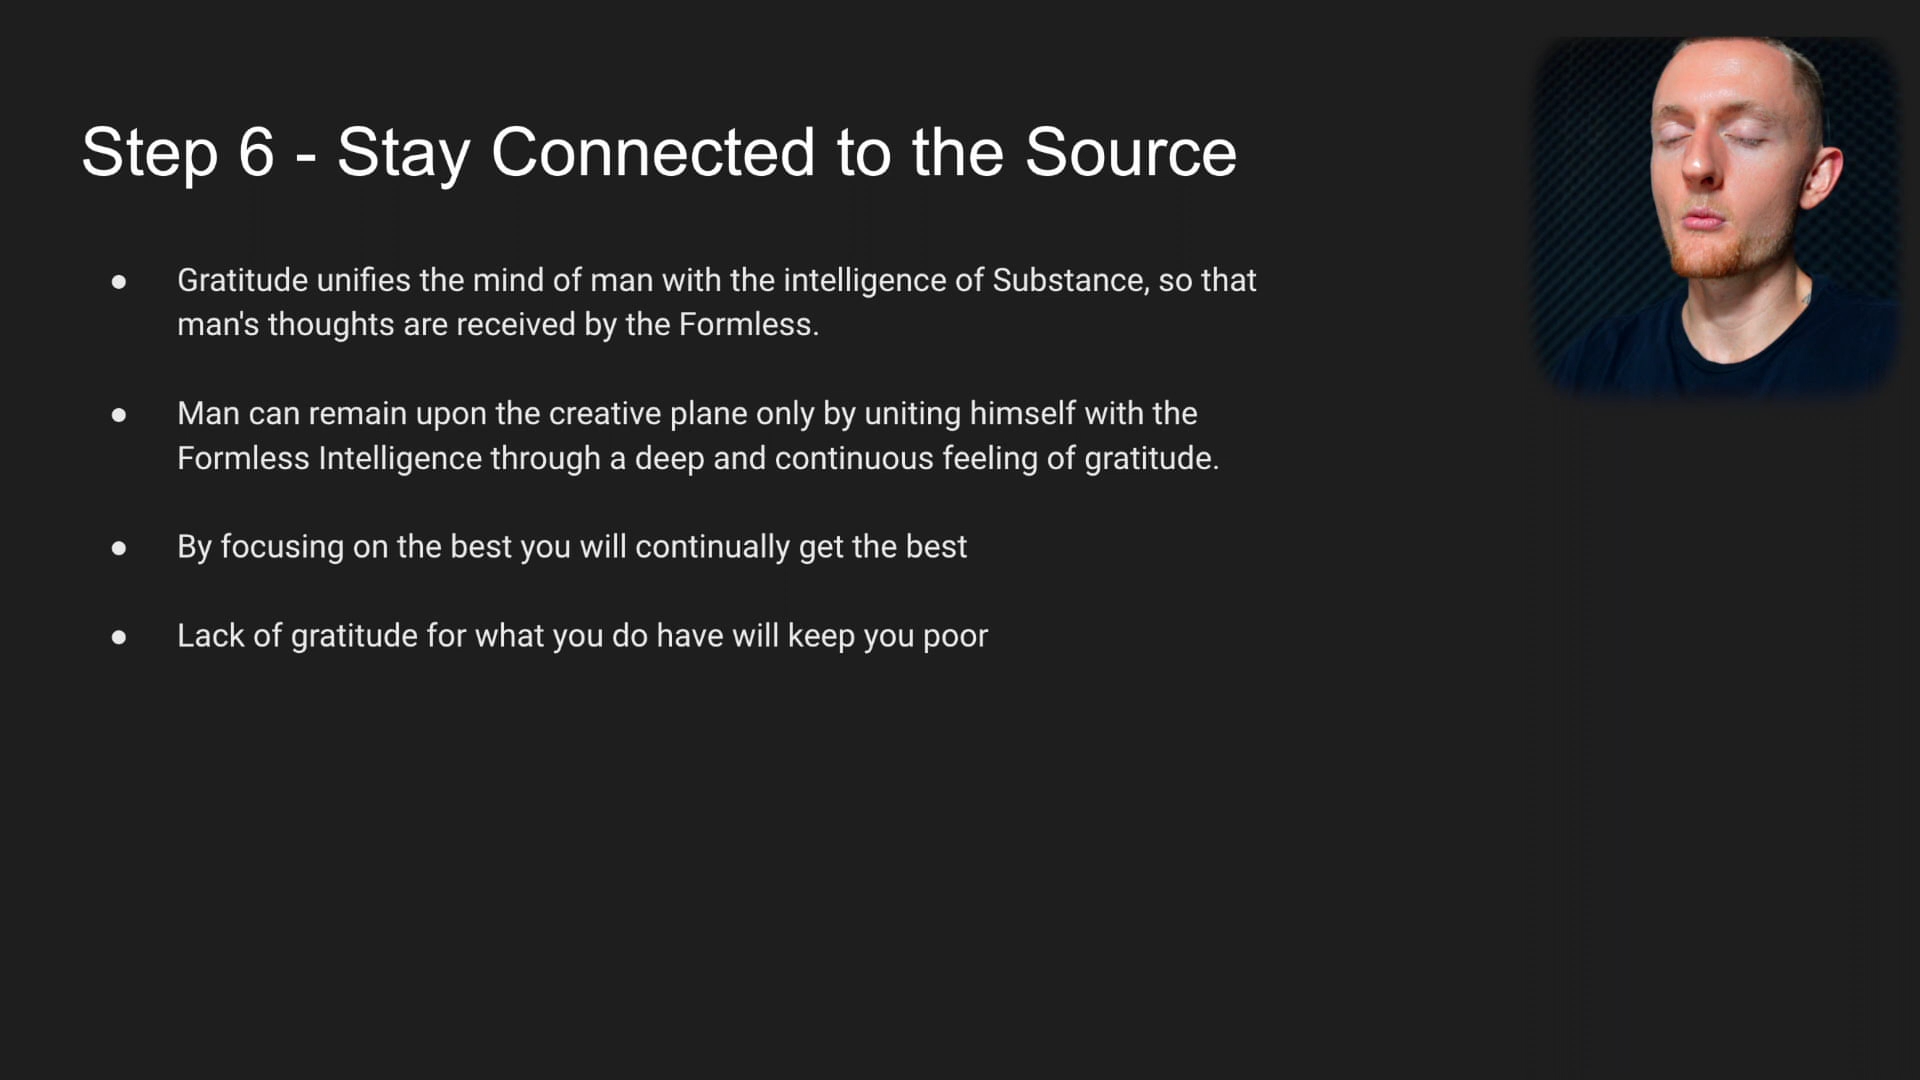 Step 6 - Stay Connected to the Source
● Gratitude unifies the mind of man with the intelligence of Substance, so that
man's thoughts are received by the Formless.
● Man can remain upon the creative plane only by uniting himself with the
Formless Intelligence through a deep and continuous feeling of gratitude.
● By focusing on the best you will continually get the best
● Lack of gratitude for what you do have will keep you poor